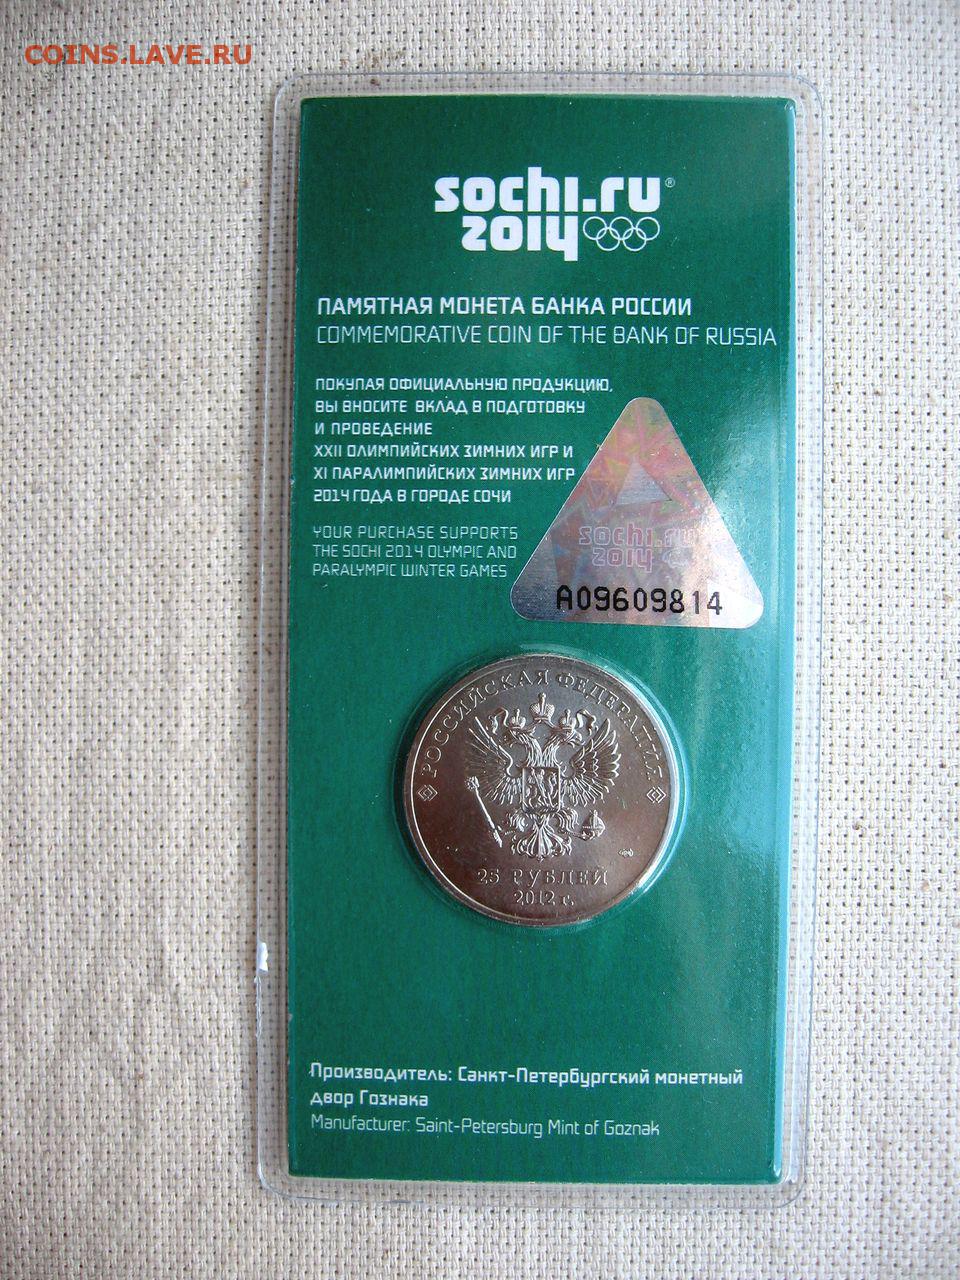 COINS.LAVE.RU
sochi.ru®
2014
ПАМЯТНАЯ МОНЕТА БАНКА РОССИИ
COMMEMORATIVE COIN OF THE BANK OF RUSSIA
ПОКУПАЯ ОФИЦИАЛЬНУЮ ПРОДУКЦИЮ,
ВЫ ВНОСИТЕ ВКЛАД В ПОДГОТОВКУ
И ПРОВЕДЕНИЕ
XXII ОЛИМПИЙСКИХ ЗИМНИХ ИГР И
XI ПАРАЛИМПИЙСКИХ ЗИМНИХ ИГР
2014 ГОДА В ГОРОДЕ СОЧИ
YOUR PURCHASE SUPPORTS
THE SOCHI 2014 OLYMPIC AND
PARALYMPIC WINTER GAMES
sochi.ru
2014
A09609814
РОССИЙСКАЯ ФЕДЕРАЦИЯ
25 РУБЛЕЙ
2012 г.
Производитель: Санкт-Петербургский монетный
двор Гознака
Manufacturer: Saint-Petersburg Mint of Goznak